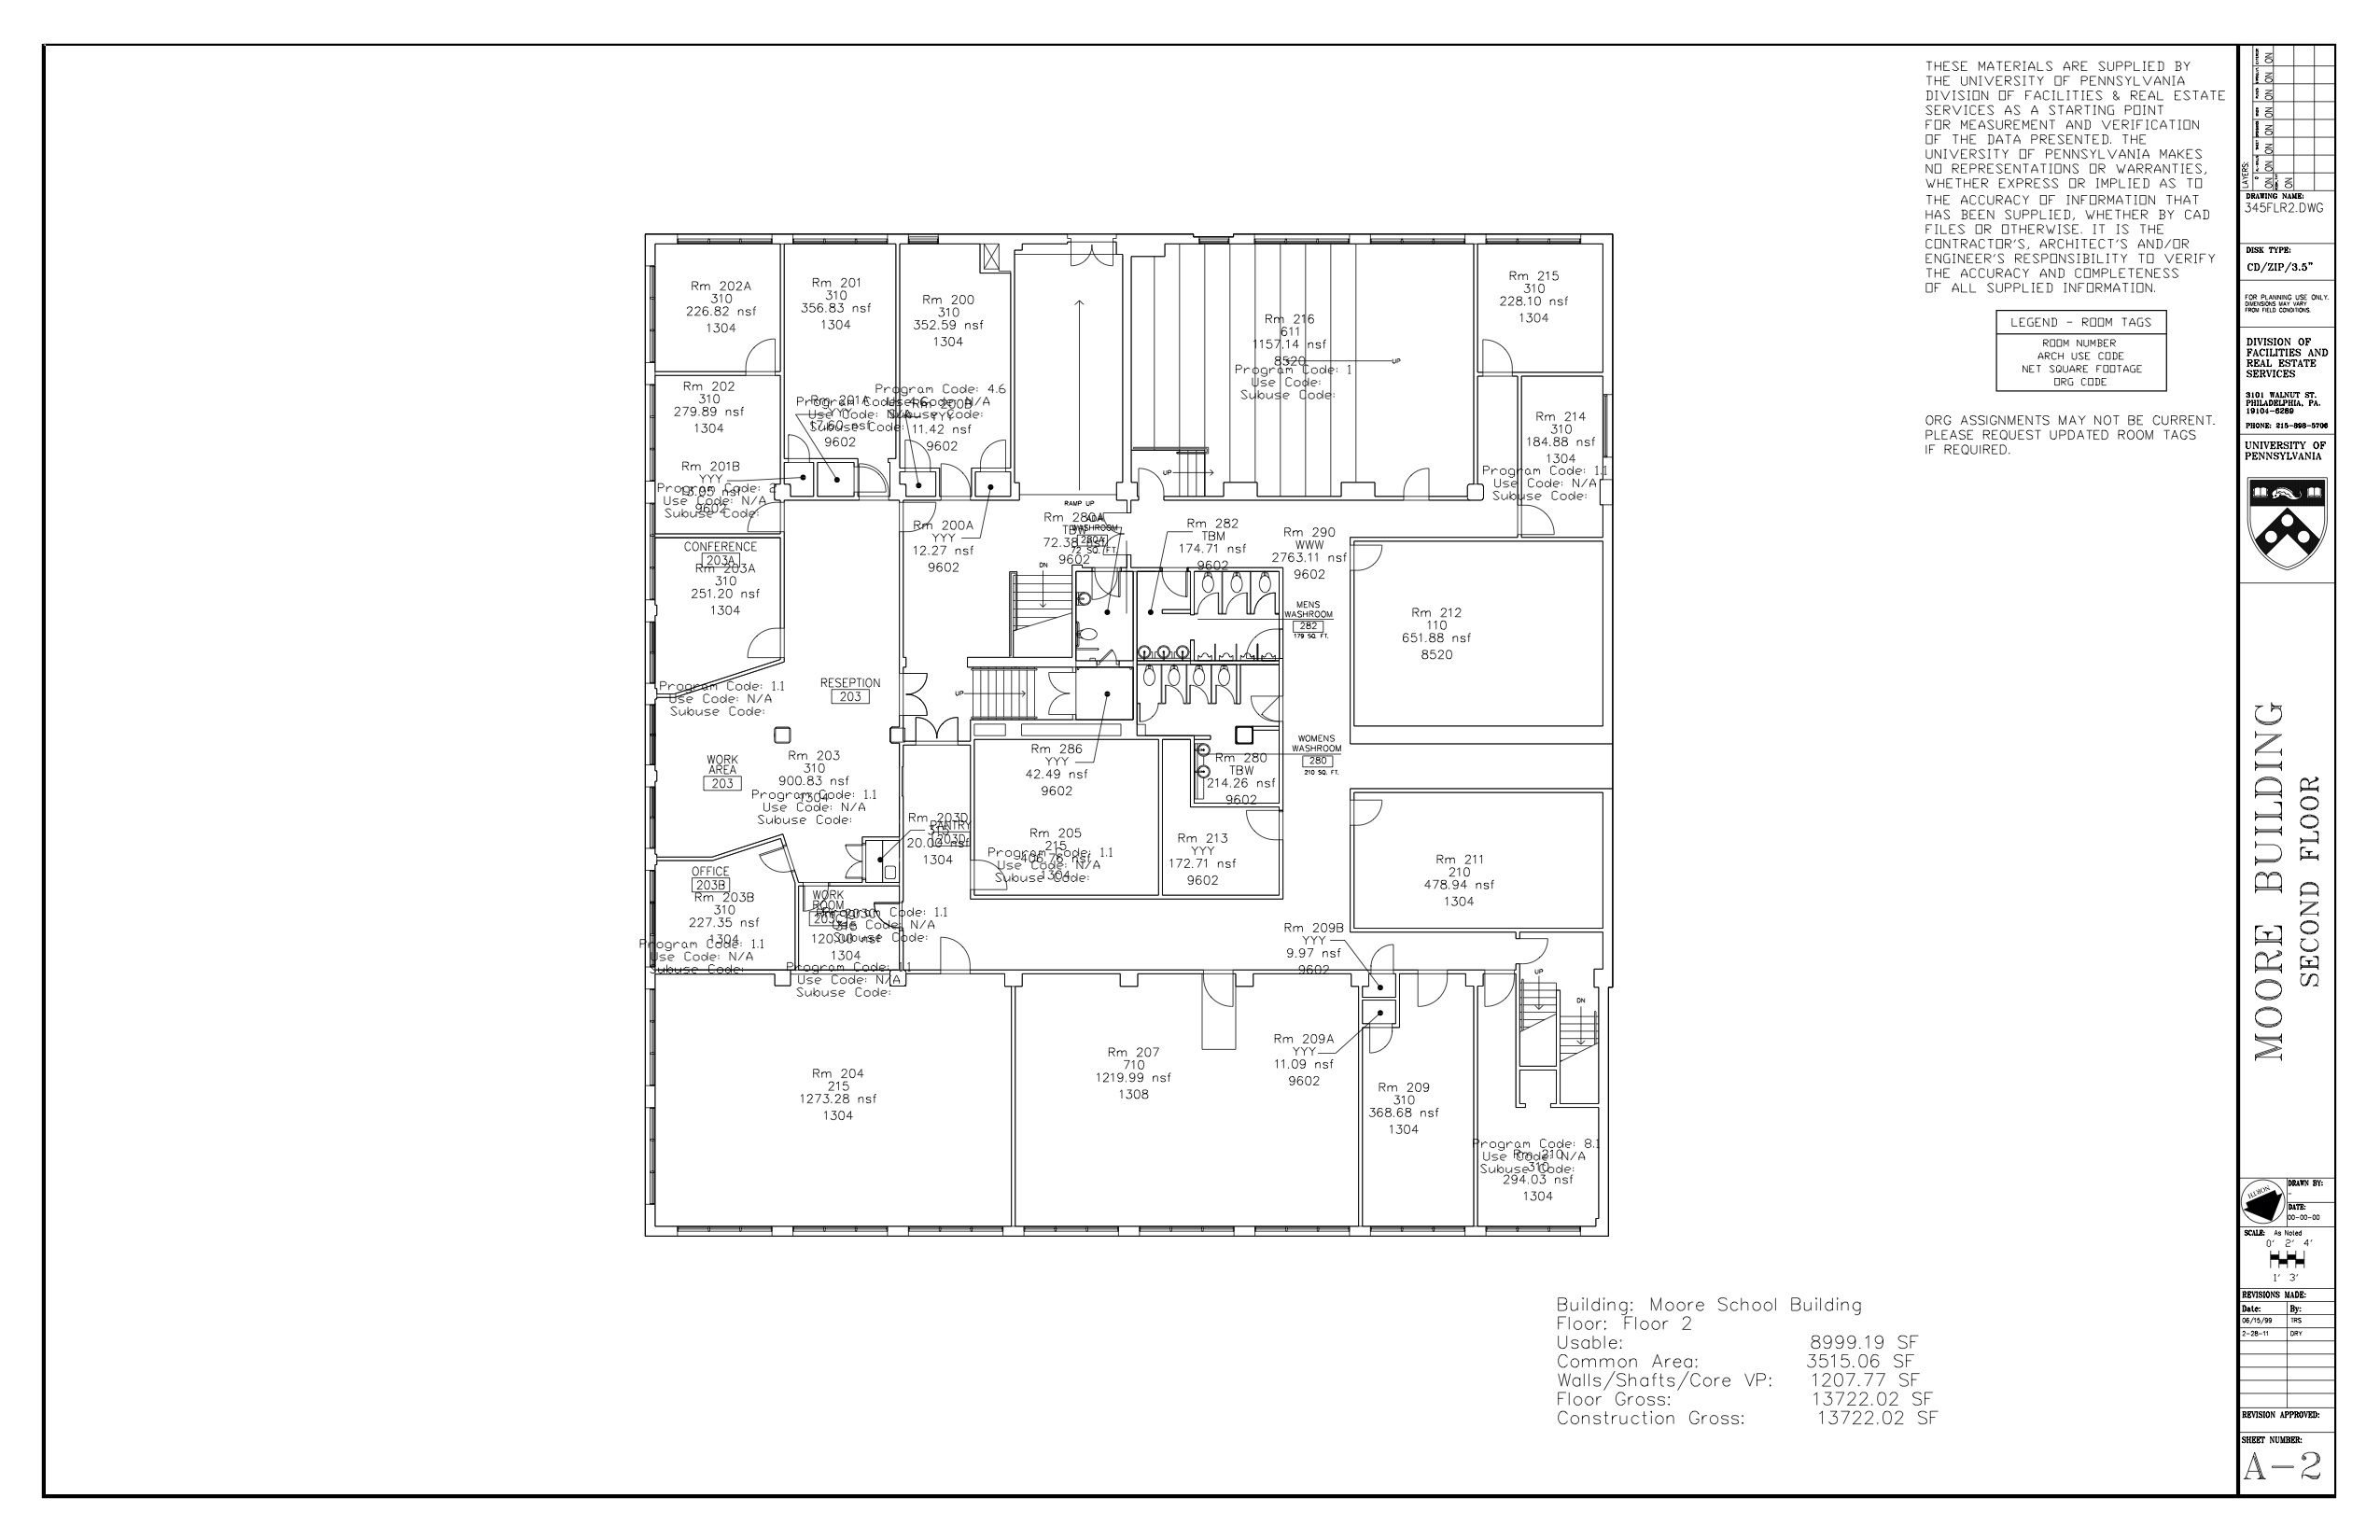 THESE MATERIALS ARE SUPPLIED BY
THE UNIVERSITY OF PENNSYLVANIA
DIVISION OF FACILITIES & REAL ESTATE
SERVICES AS A STARTING POINT
FOR MEASUREMENT AND VERIFICATION
OF THE DATA PRESENTED. THE
UNIVERSITY OF PENNSYLVANIA MAKES
NO REPRESENTATIONS OR WARRANTIES,
WHETHER EXPRESS OR IMPLIED AS TO
THE ACCURACY OF INFORMATION THAT
HAS BEEN SUPPLIED, WHETHER BY CAD
FILES OR OTHERWISE. IT IS THE
CONTRACTOR'S, ARCHITECT'S AND/OR
ENGINEER'S RESPONSIBILITY TO VERIFY
THE ACCURACY AND COMPLETENESS
OF ALL SUPPLIED INFORMATION.
LEGEND - ROOM TAGS
ROOM NUMBER
ARCH USE CODE
NET SQUARE FOOTAGE
ORG CODE
ORG ASSIGNMENTS MAY NOT BE CURRENT.
PLEASE REQUEST UPDATED ROOM TAGS
IF REQUIRED.
Rm 202A
310
226.82 nsf
1304
Rm 201
310
356.83 nsf
1304
Rm 200
310
352.59 nsf
1304
Program Code: 4.6
Rm 216
611
1157.14 nsf
8520
UP
Program Code: 1
Use Code:
Subuse Code:
UP
Rm 215
310
228.10 nsf
1304
Rm 214
310
184.88 nsf
1304
Program Code: 1.1
Use Code: N/A
Subuse Code:
Rm 202
310
279.89 nsf
1304
Rm 201A
YYY
17.60 nsf
9602
Rm 200B
YYY
11.42 nsf
9602
Rm 201B
YYY
13.05 nsf
9602
Program Code: 2
Use Code: N/A
Subuse Code:
CONFERENCE
203A
Rm 203A
310
251.20 nsf
1304
Program Code: 1.1
Use Code: N/A
Subuse Code:
Rm 200A
YYY
12.27 nsf
9602
RAMP UP
Rm 280A
TBW
72.38 nsf
9602
WASHROOM
280A
72 SQ. FT.
DN
Rm 282
TBM
174.71 nsf
9602
Rm 290
WWW
2763.11 nsf
9602
MENS
WASHROOM
282
179 SQ. FT.
Rm 212
110
651.88 nsf
8520
RESEPTION
203
UP
WORK
AREA
203
Rm 203
310
900.83 nsf
1304
Program Code: 1.1
Use Code: N/A
Subuse Code:
Rm 286
YYY
42.49 nsf
9602
WOMENS
WASHROOM
280
210 SQ. FT.
Rm 280
TBW
214.26 nsf
9602
Rm 203D
PANTRY
203D
20.00 nsf
1304
Rm 205
215
406.76 nsf
1304
Program Code: 1.1
Use Code: N/A
Subuse Code:
Rm 213
YYY
172.71 nsf
9602
Rm 211
210
478.94 nsf
1304
OFFICE
203B
Rm 203B
310
227.35 nsf
1304
Program Code: 1.1
Use Code: N/A
Subuse Code:
WORK
ROOM
203C
Rm 203C
315
120.00 nsf
1304
Program Code: 1.1
Use Code: N/A
Subuse Code:
Program Code: 1.1
Use Code: N/A
Subuse Code:
Rm 209B
YYY
9.97 nsf
9602
UP
DN
Rm 204
215
1273.28 nsf
1304
Rm 207
710
1219.99 nsf
1308
Rm 209A
YYY
11.09 nsf
9602
Rm 209
310
368.68 nsf
1304
Program Code: 8.1
Use Code: N/A
Subuse Code:
Rm 210
310
294.03 nsf
1304
Building: Moore School Building
Floor: Floor 2
Usable: 8999.19 SF
Common Area: 3515.06 SF
Walls/Shafts/Core VP: 1207.77 SF
Floor Gross: 13722.02 SF
Construction Gross: 13722.02 SF
LAYERS:
ON ON ON ON ON ON
ON
DRAWING NAME:
345FLR2.DWG
DISK TYPE:
CD/ZIP/3.5"
FOR PLANNING USE ONLY.
DIMENSIONS MAY VARY
FROM FIELD CONDITIONS.
DIVISION OF
FACILITIES AND
REAL ESTATE
SERVICES
3101 WALNUT ST.
PHILADELPHIA, PA.
19104-6289
PHONE: 215-898-5706
UNIVERSITY OF
PENNSYLVANIA
MOORE BUILDING
SECOND FLOOR
NORTH
DRAWN BY:
-
DATE:
00-00-00
SCALE: As Noted
0' 2' 4'
1' 3'
REVISIONS MADE:
Date: By:
06/15/99 TRS
2-28-11 DRY
REVISION APPROVED:
SHEET NUMBER:
A-2